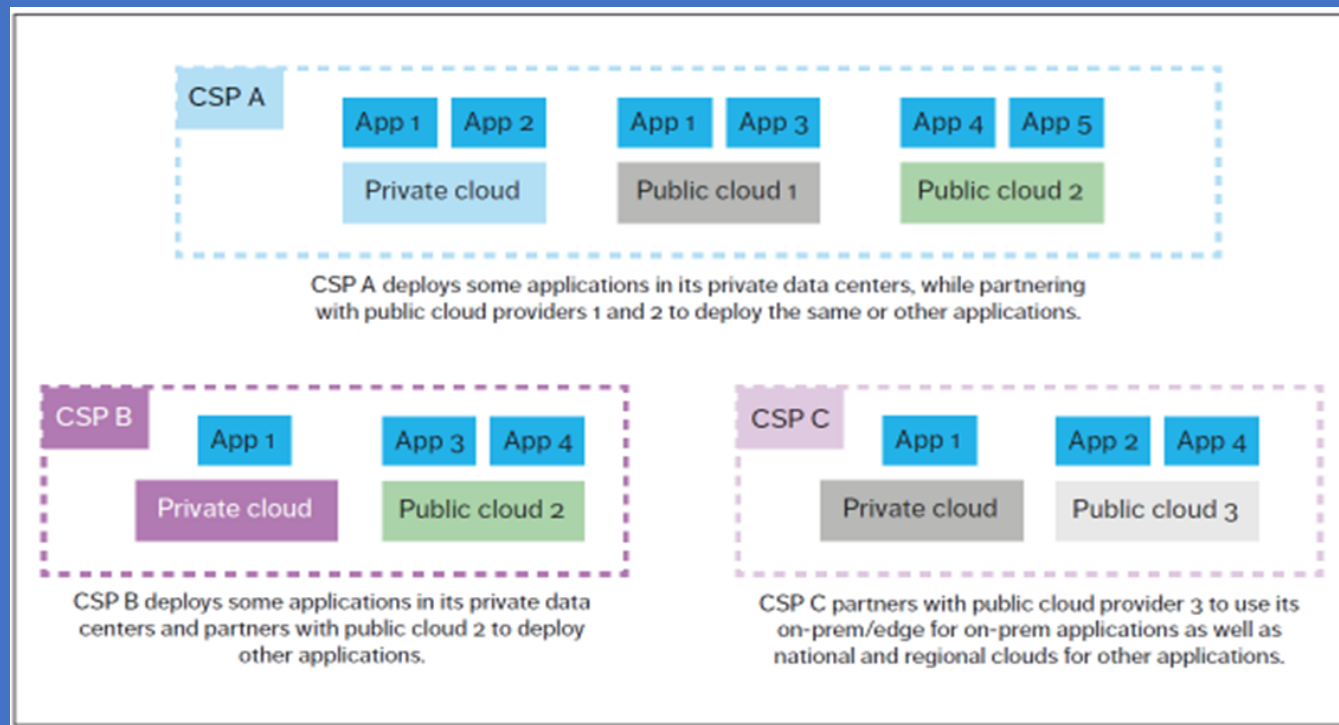 CSP A
App 1 App 2 App 1 App 3 App 4 App 5
Private cloud Public cloud 1 Public cloud 2
CSP A deploys some applications in its private data centers, while partnering
with public cloud providers 1 and 2 to deploy the same or other applications.
CSP B
App 1 App 3 App 4
Private cloud Public cloud 2
CSP B deploys some applications in its private data
centers and partners with public cloud 2 to deploy
other applications.
CSP C
App 1 App 2 App 4
Private cloud Public cloud 3
CSP C partners with public cloud provider 3 to use its
on-prem/edge for on-prem applications as well as
national and regional clouds for other applications.